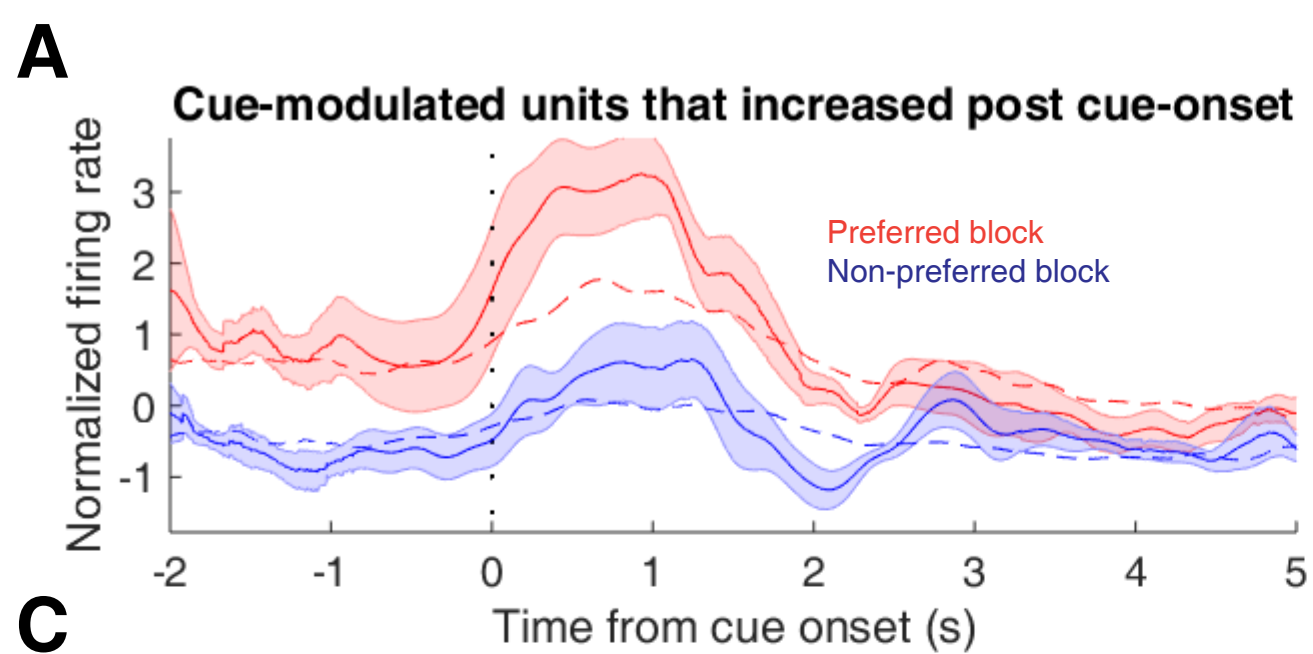 A
Cue-modulated units that increased post cue-onset
Normalized firing rate
3
2
1
0
-1
Preferred block
Non-preferred block
-2 -1 0 1 2 3 4 5
Time from cue onset (s)
C